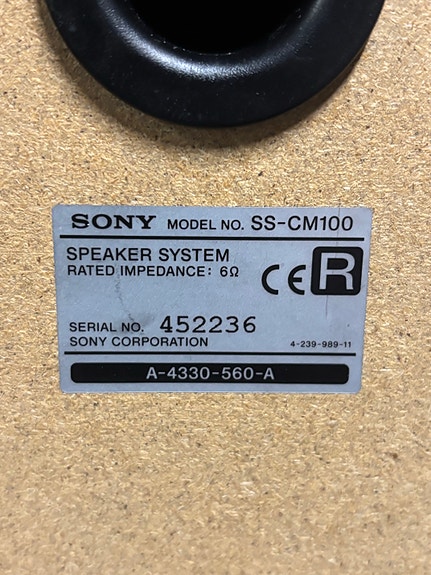 SONY MODEL NO. SS-CM100
SPEAKER SYSTEM
RATED IMPEDANCE: 6Ω
CE R
SERIAL NO. 452236
SONY CORPORATION 4-239-989-11
A-4330-560-A